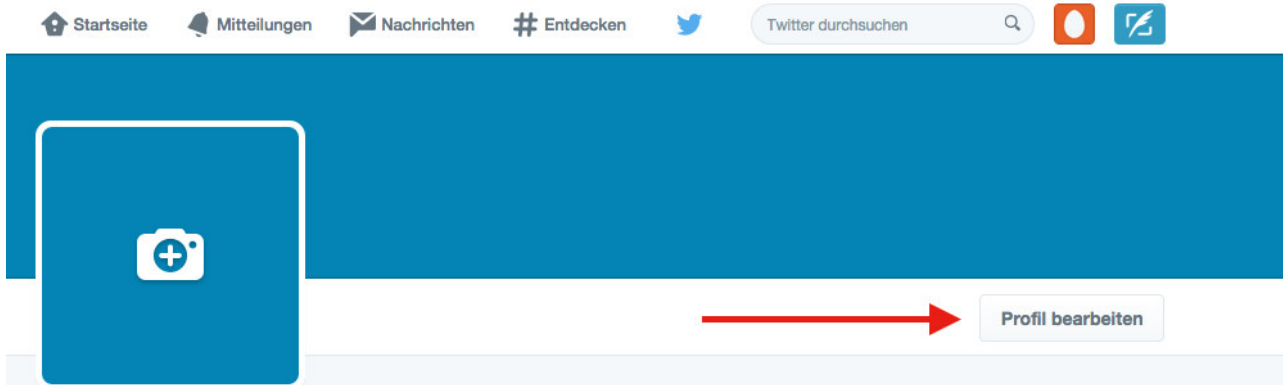 Startseite Mitteilungen Nachrichten # Entdecken Twitter durchsuchen
Profil bearbeiten